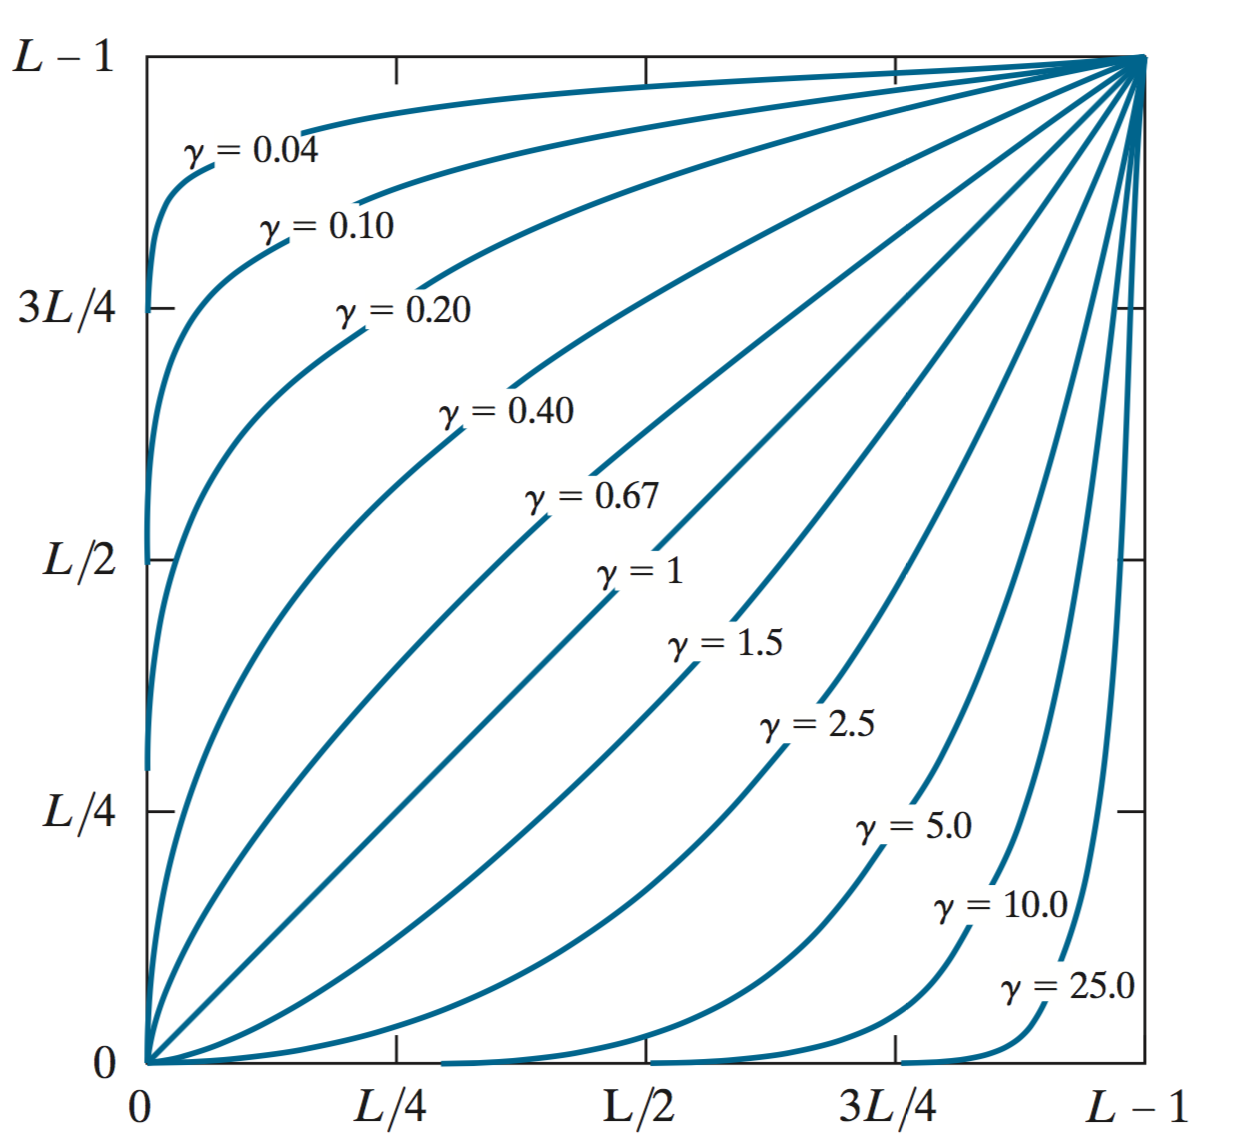 L – 1
γ = 0.04
γ = 0.10
3L/4
γ = 0.20
γ = 0.40
γ = 0.67
L/2
γ = 1
γ = 1.5
γ = 2.5
L/4
γ = 5.0
γ = 10.0
γ = 25.0
0
0 L/4 L/2 3L/4 L – 1